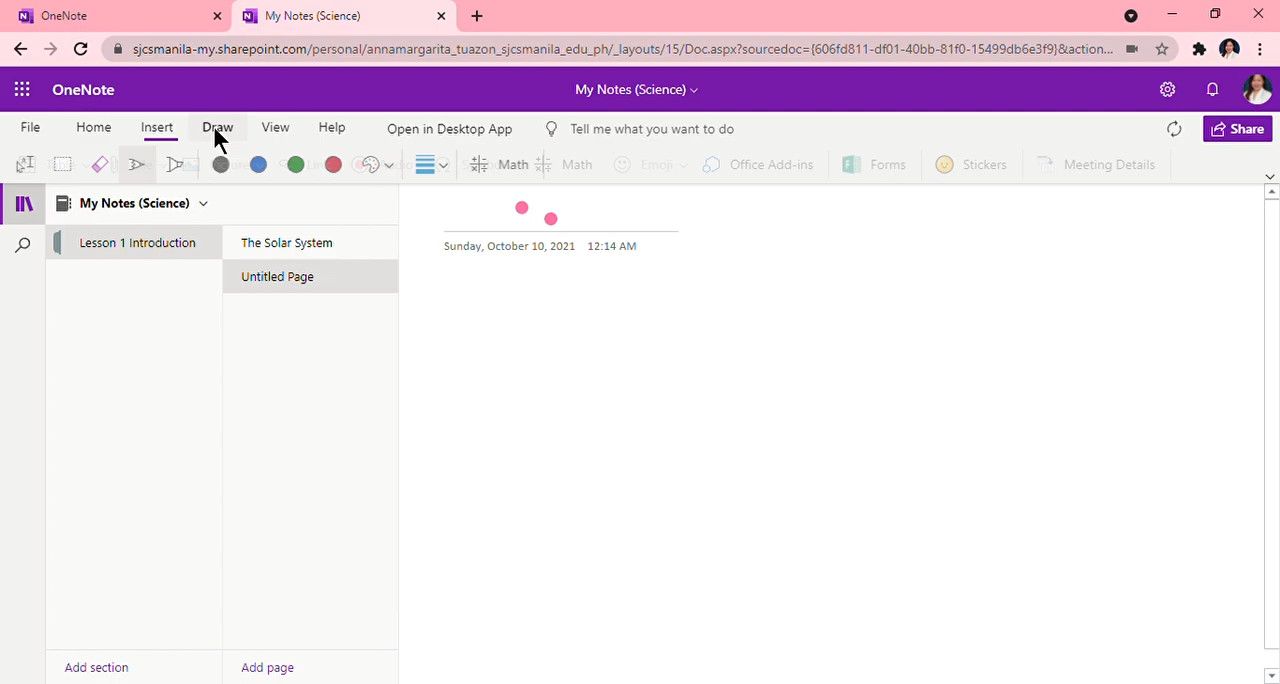 OneNote
My Notes (Science)
sjcsmanila-my.sharepoint.com/personal/annamargarita_tuazon_sjcsmanila_edu_ph/_layouts/15/Doc.aspx?sourcedoc={606fd811-df01-40bb-81f0-15499db6e3f9}&action...
OneNote
My Notes (Science)
File
Home
Insert
Draw
View
Help
Open in Desktop App
Tell me what you want to do
Share
Math
Math
Emoji
Office Add-ins
Forms
Stickers
Meeting Details
My Notes (Science)
Lesson 1 Introduction
The Solar System
Untitled Page
Sunday, October 10, 2021 12:14 AM
Add section
Add page